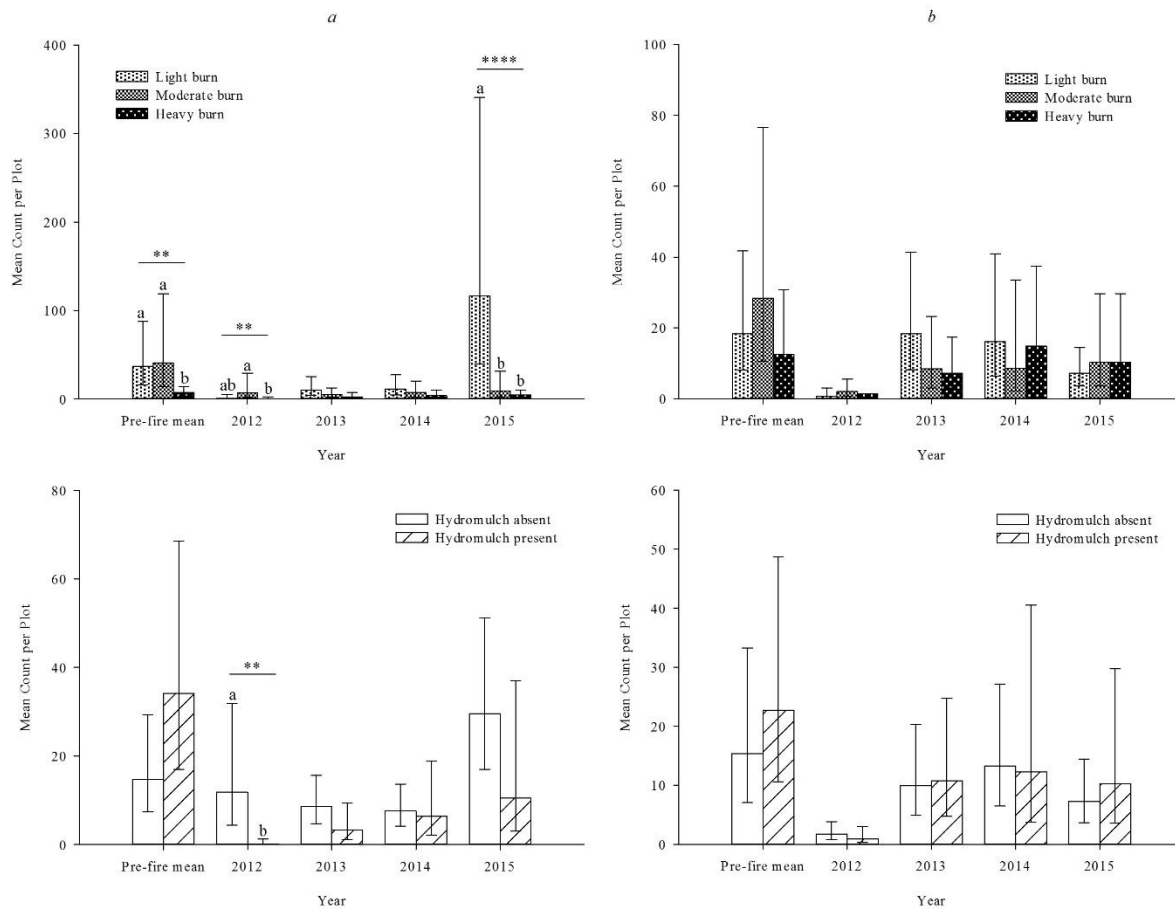 a
400
300
200
100
0
Mean Count per Plot
Light burn
Moderate burn
Heavy burn
**
a
a
b
**
ab
a
b
****
a
b
b
Pre-fire mean 2012 2013 2014 2015
Year
b
100
80
60
40
20
0
Mean Count per Plot
Light burn
Moderate burn
Heavy burn
Pre-fire mean 2012 2013 2014 2015
Year
80
60
40
20
0
Mean Count per Plot
Hydromulch absent
Hydromulch present
**
a
b
Pre-fire mean 2012 2013 2014 2015
Year
60
50
40
30
20
10
0
Mean Count per Plot
Hydromulch absent
Hydromulch present
Pre-fire mean 2012 2013 2014 2015
Year